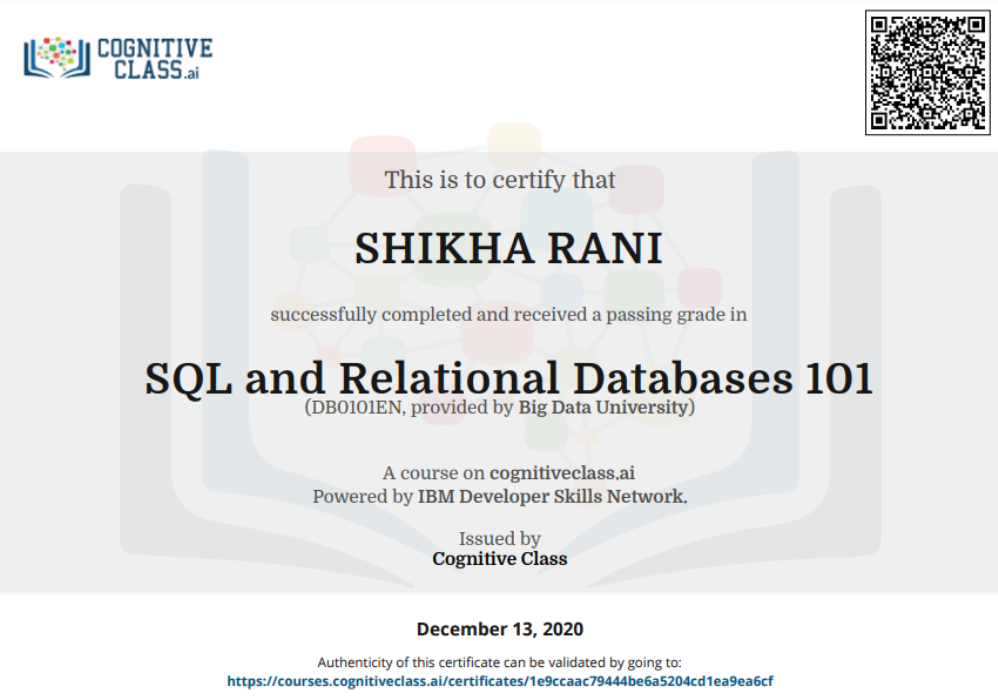 COGNITIVE
CLASS.ai
This is to certify that
SHIKHA RANI
successfully completed and received a passing grade in
SQL and Relational Databases 101
(DB0101EN, provided by Big Data University)
A course on cognitiveclass.ai
Powered by IBM Developer Skills Network.
Issued by
Cognitive Class
December 13, 2020
Authenticity of this certificate can be validated by going to:
https://courses.cognitiveclass.ai/certificates/1e9ccaac79444be6a5204cd1ea9ea6cf